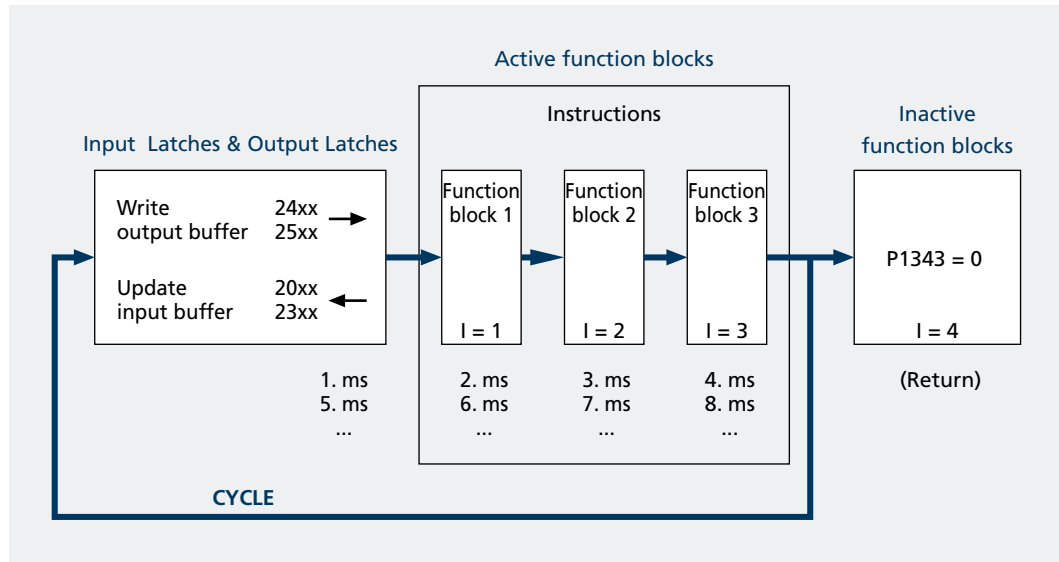 Active function blocks
Instructions
Inactive
function blocks
Input Latches & Output Latches
Write 24xx
output buffer 25xx
Update 20xx
input buffer 23xx
Function
block 1
I = 1
Function
block 2
I = 2
Function
block 3
I = 3
P1343 = 0
I = 4
1. ms 2. ms 3. ms 4. ms
5. ms 6. ms 7. ms 8. ms
... ... ... ...
(Return)
CYCLE